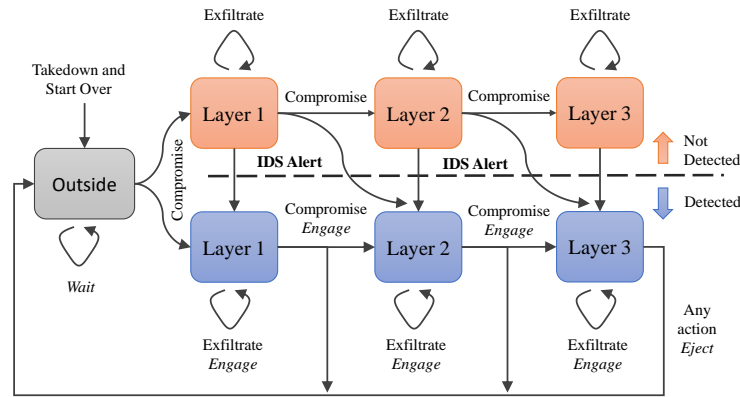 Exfiltrate
Exfiltrate
Exfiltrate
Takedown and
Start Over
Layer 1
Compromise
Layer 2
Compromise
Layer 3
Not
Detected
IDS Alert
IDS Alert
Outside
Compromise
Detected
Layer 1
Compromise
Engage
Layer 2
Compromise
Engage
Layer 3
Wait
Exfiltrate
Engage
Exfiltrate
Engage
Exfiltrate
Engage
Any
action
Eject